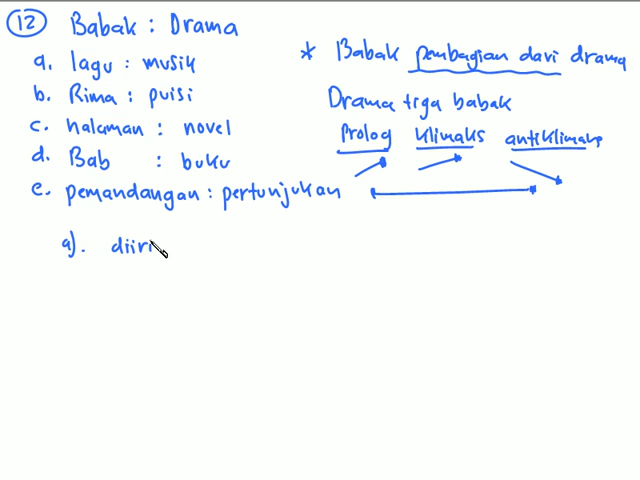 12 Babak : Drama
a. lagu : musik
b. Rima : puisi
c. halaman : novel
d. Bab : buku
e. pemandangan : pertunjukan
* Babak pembagian dari drama
Drama tiga babak
Prolog klimaks antiklimaks
a). diiri